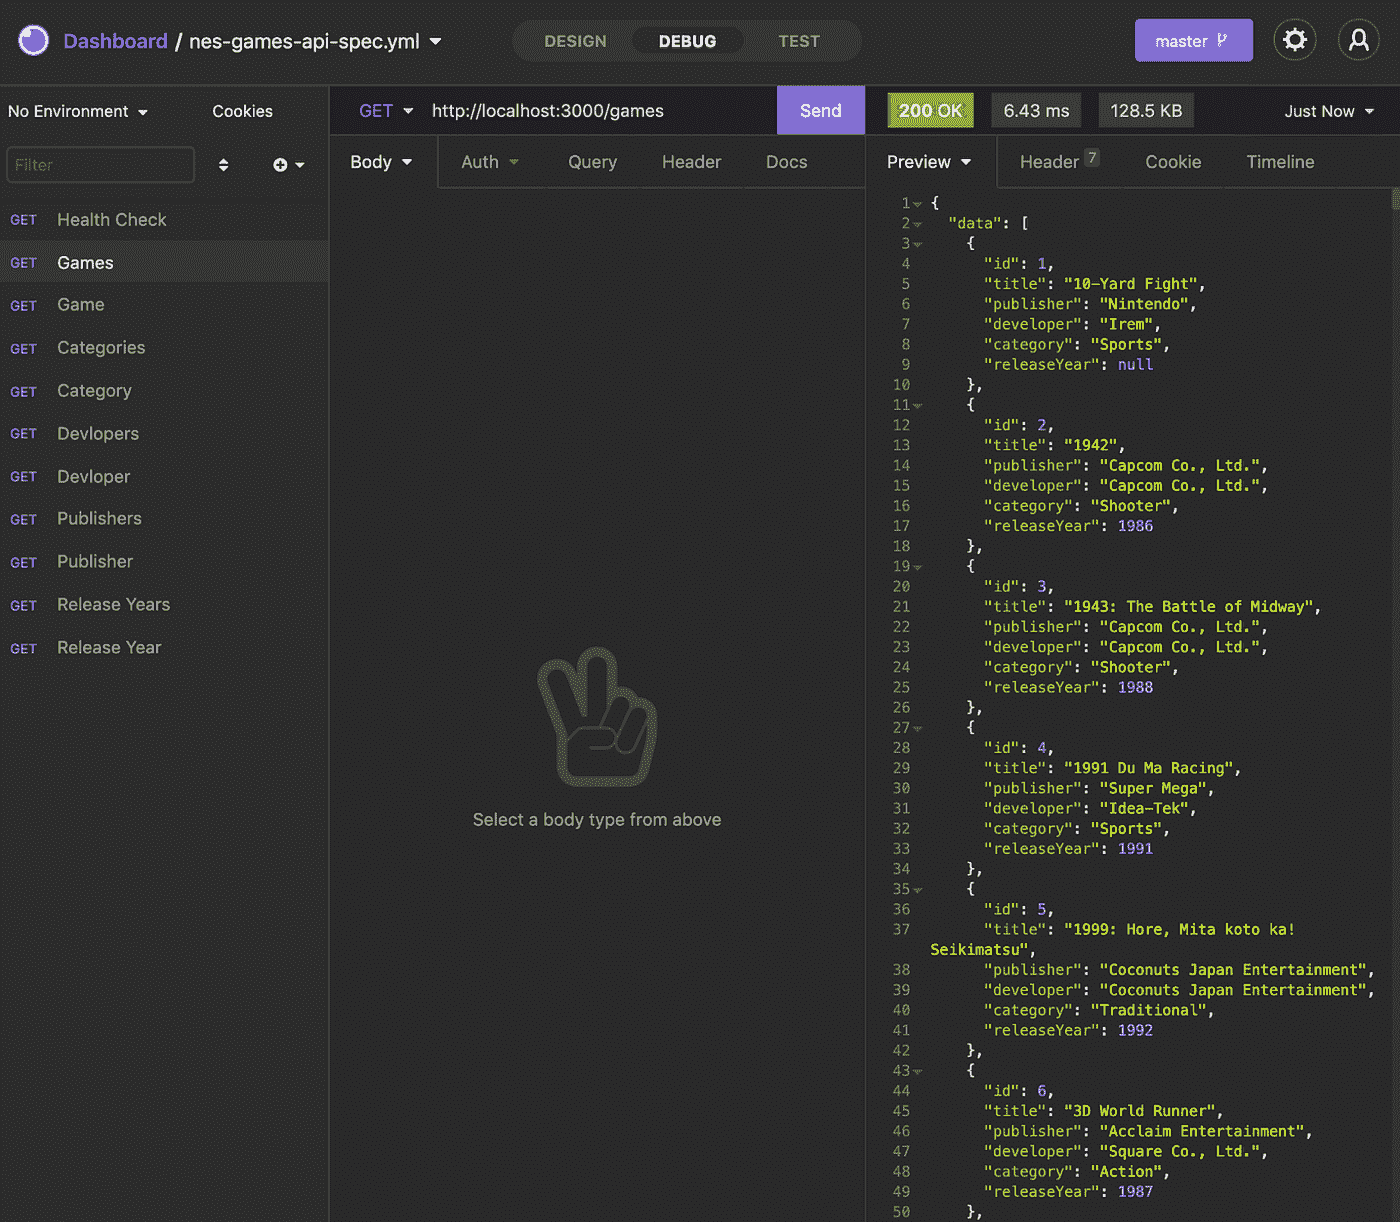 Dashboard / nes-games-api-spec.yml
DESIGN DEBUG TEST
master
No Environment Cookies
GET http://localhost:3000/games Send
200 OK 6.43 ms 128.5 KB Just Now
Filter
Body Auth Query Header Docs
Preview Header 7 Cookie Timeline
GET Health Check
GET Games
GET Game
GET Categories
GET Category
GET Devlopers
GET Devloper
GET Publishers
GET Publisher
GET Release Years
GET Release Year
Select a body type from above
1 {
2 "data": [
3 {
4 "id": 1,
5 "title": "10-Yard Fight",
6 "publisher": "Nintendo",
7 "developer": "Irem",
8 "category": "Sports",
9 "releaseYear": null
10 },
11 {
12 "id": 2,
13 "title": "1942",
14 "publisher": "Capcom Co., Ltd.",
15 "developer": "Capcom Co., Ltd.",
16 "category": "Shooter",
17 "releaseYear": 1986
18 },
19 {
20 "id": 3,
21 "title": "1943: The Battle of Midway",
22 "publisher": "Capcom Co., Ltd.",
23 "developer": "Capcom Co., Ltd.",
24 "category": "Shooter",
25 "releaseYear": 1988
26 },
27 {
28 "id": 4,
29 "title": "1991 Du Ma Racing",
30 "publisher": "Super Mega",
31 "developer": "Idea-Tek",
32 "category": "Sports",
33 "releaseYear": 1991
34 },
35 {
36 "id": 5,
37 "title": "1999: Hore, Mita koto ka!
Seikimatsu",
38 "publisher": "Coconuts Japan Entertainment",
39 "developer": "Coconuts Japan Entertainment",
40 "category": "Traditional",
41 "releaseYear": 1992
42 },
43 {
44 "id": 6,
45 "title": "3D World Runner",
46 "publisher": "Acclaim Entertainment",
47 "developer": "Square Co., Ltd.",
48 "category": "Action",
49 "releaseYear": 1987
50 },